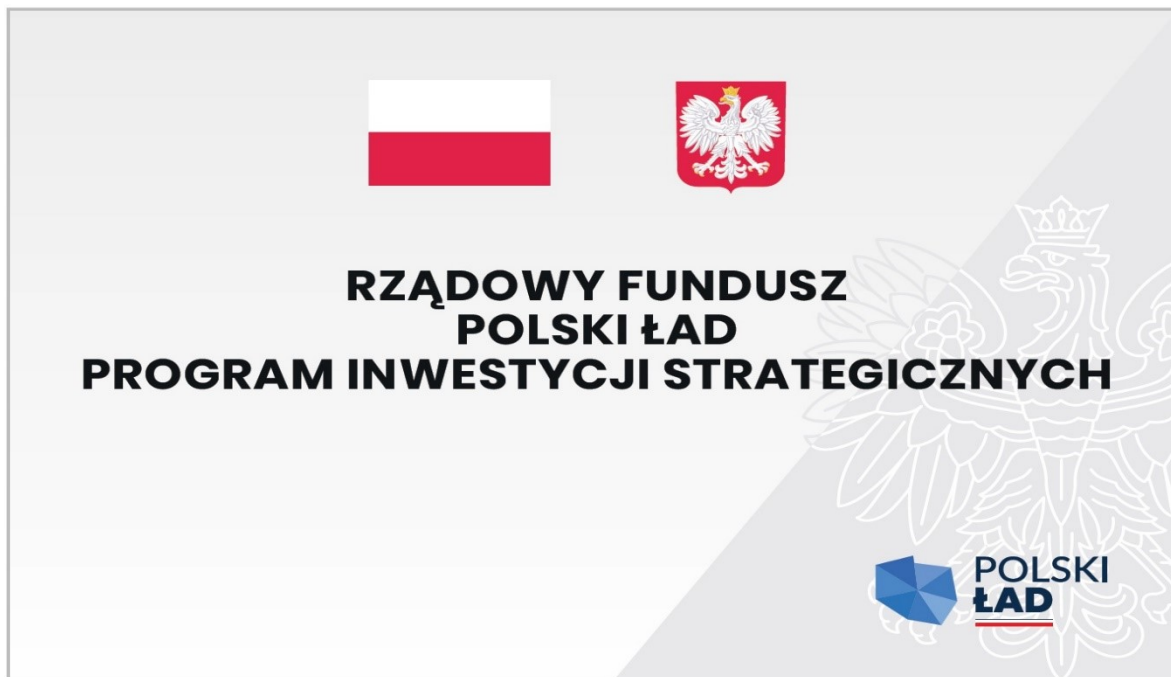 RZĄDOWY FUNDUSZ
POLSKI ŁAD
PROGRAM INWESTYCJI STRATEGICZNYCH
POLSKI
ŁAD